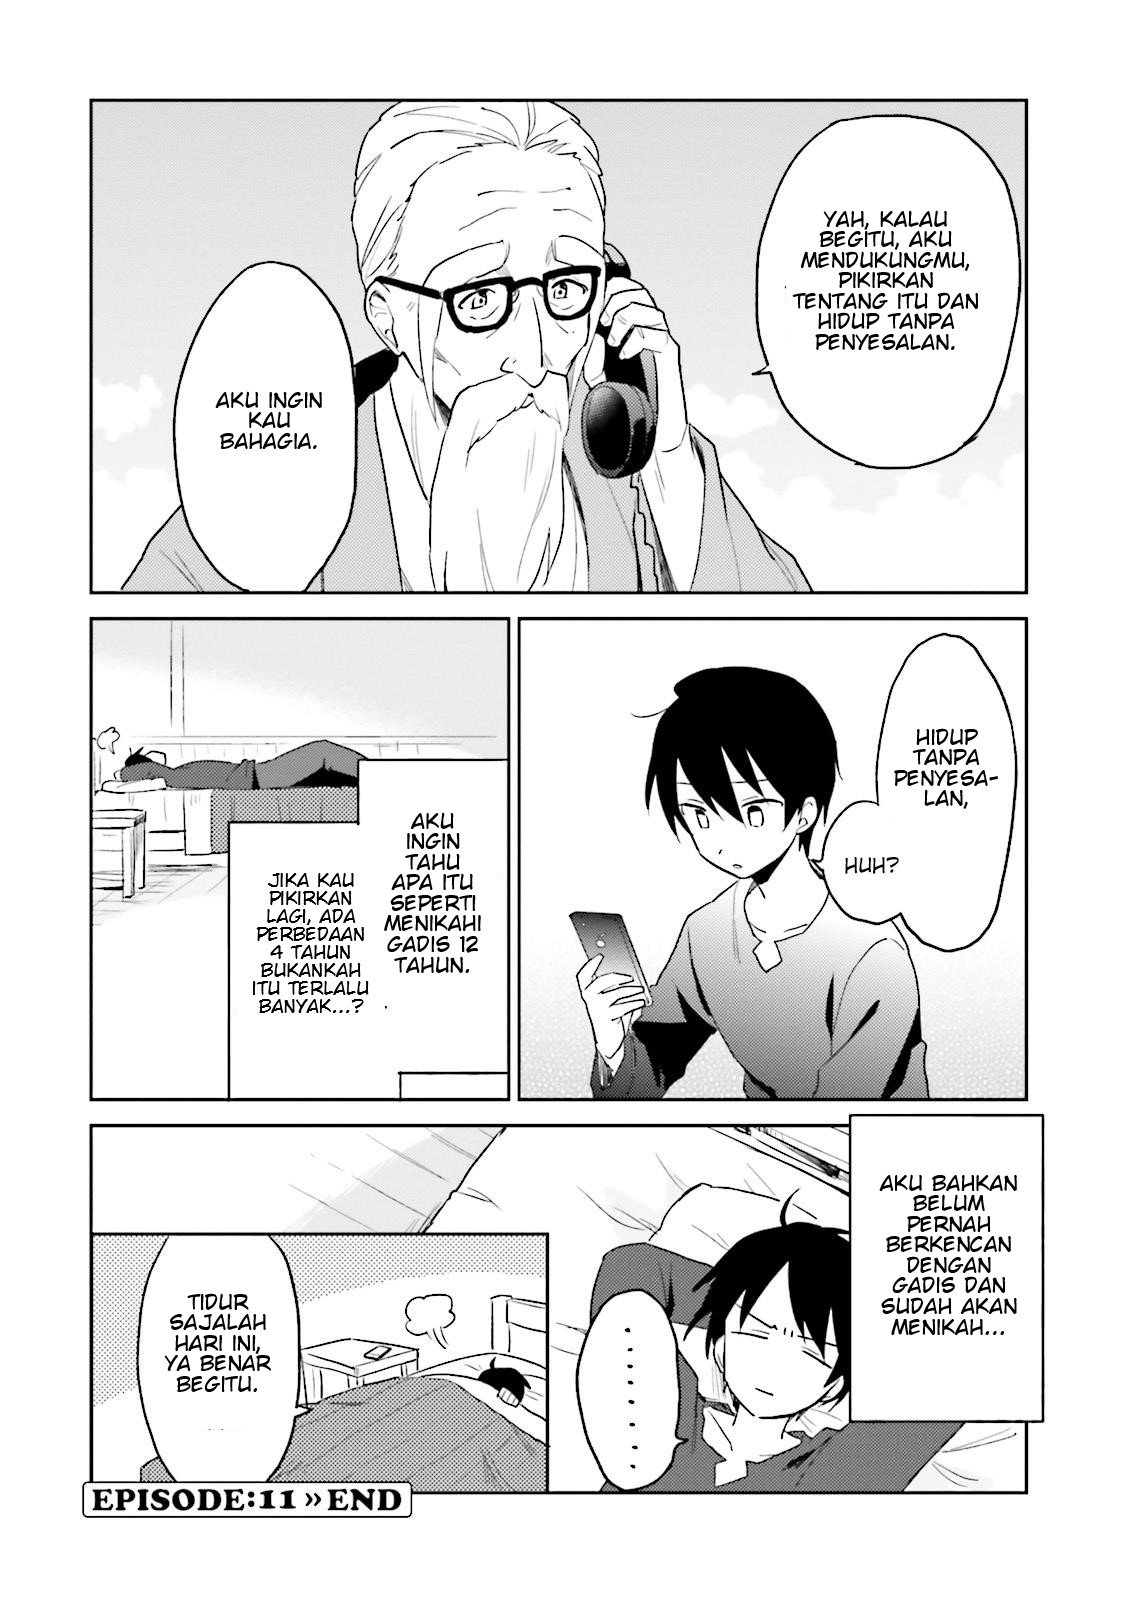 YAH, KALAU
BEGITU, AKU
MENDUKUNGMU,
PIKIRKAN
TENTANG ITU DAN
HIDUP TANPA
PENYESALAN.
AKU INGIN
KAU
BAHAGIA.
HIDUP
TANPA
PENYESA-
LAN,
HUH?
AKU
INGIN
TAHU
APA ITU
SEPERTI
MENIKAHI
GADIS 12
TAHUN.
JIKA KAU
PIKIRKAN
LAGI, ADA
PERBEDAAN
4 TAHUN
BUKANKAH
ITU TERLALU
BANYAK...?
AKU BAHKAN
BELUM
PERNAH
BERKENCAN
DENGAN
GADIS DAN
SUDAH AKAN
MENIKAH...
.......
TIDUR
SAJALAH
HARI INI,
YA BENAR
BEGITU.
EPISODE:11 » END